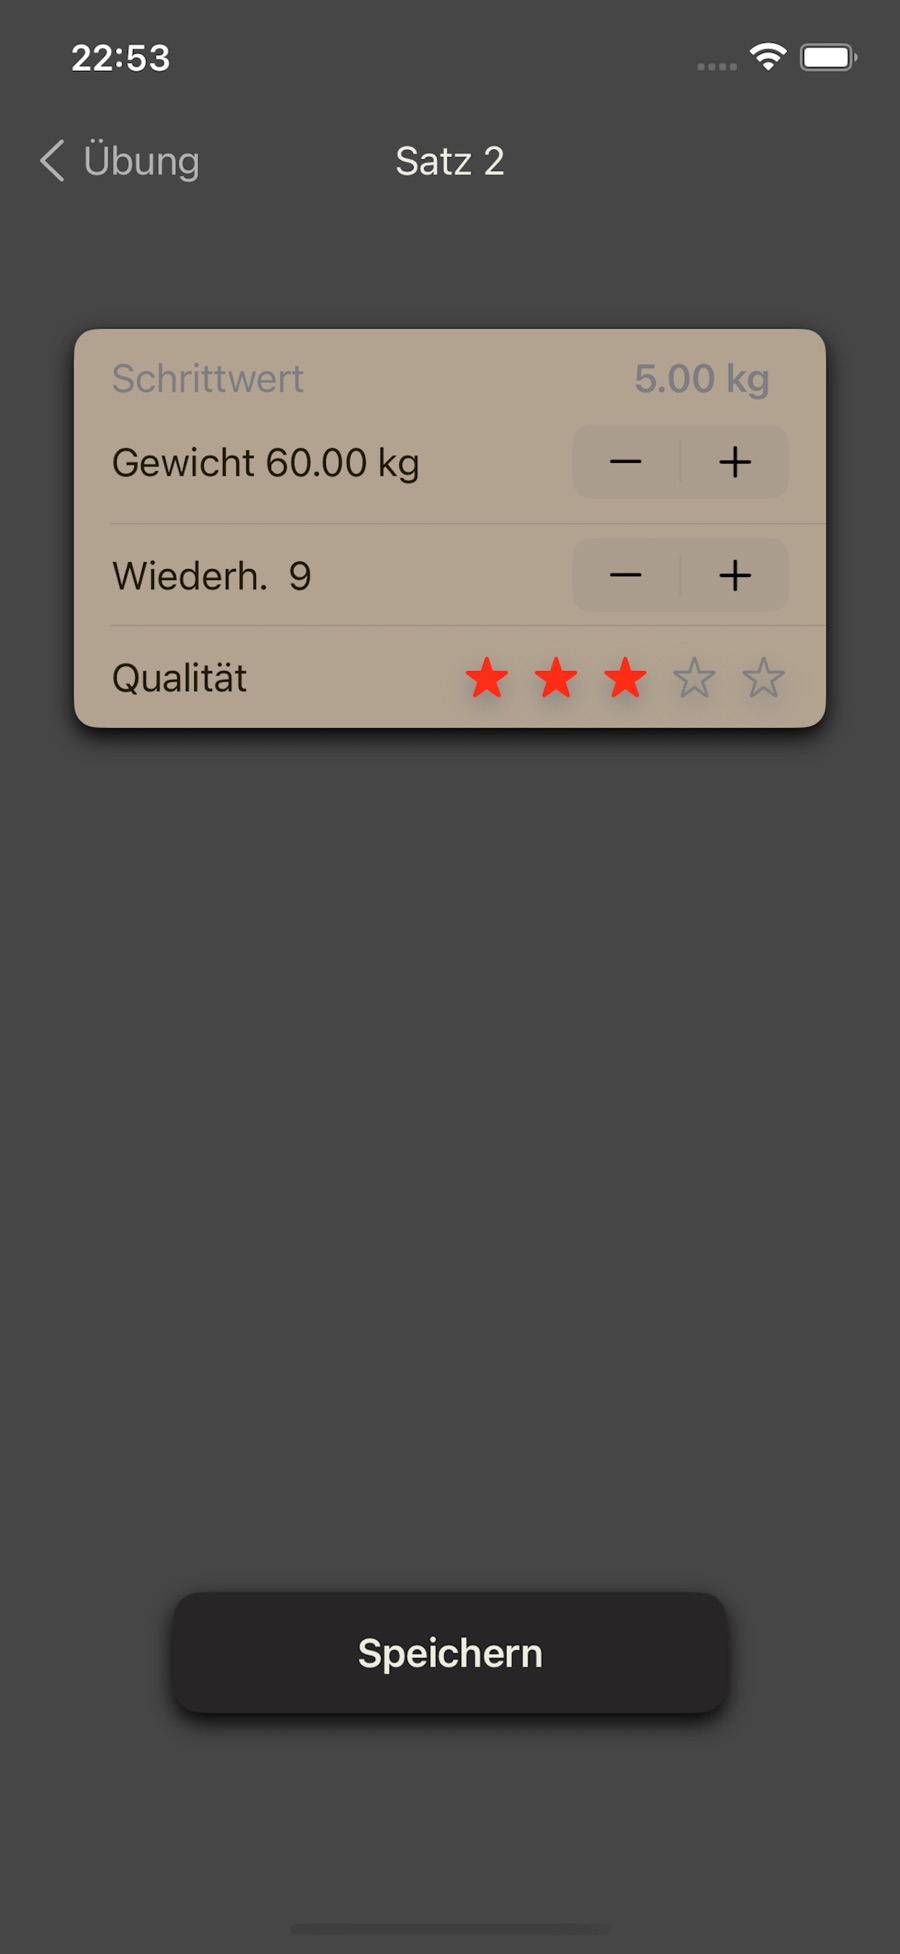 22:53
Übung Satz 2
Schrittwert 5.00 kg
Gewicht 60.00 kg
Wiederh. 9
Qualität
Speichern